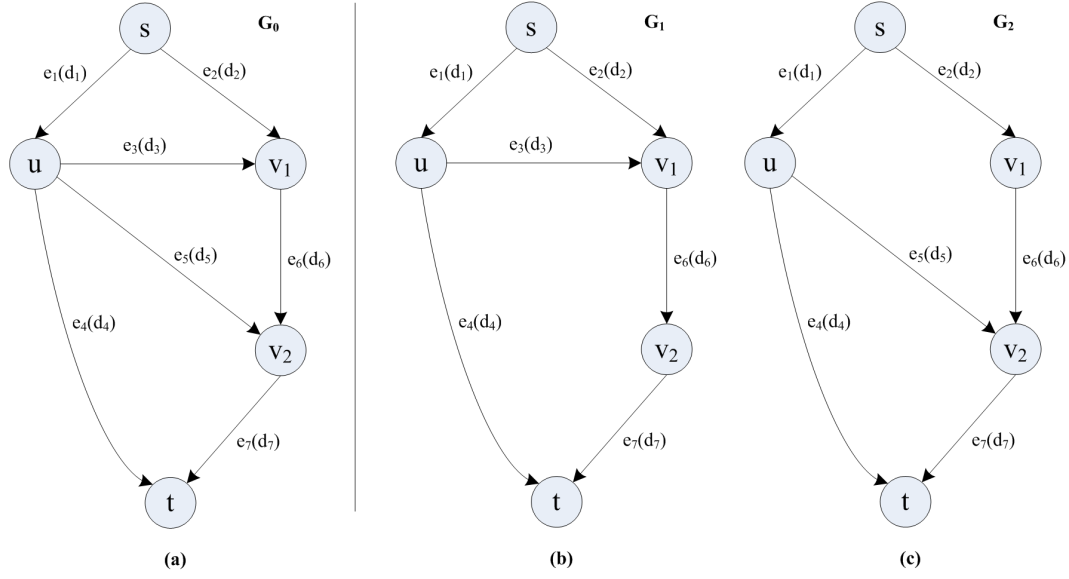 s
G₀
e₁(d₁)
e₂(d₂)
u
e₃(d₃)
v₁
e₅(d₅)
e₆(d₆)
e₄(d₄)
v₂
e₇(d₇)
t
(a)
s
G₁
e₁(d₁)
e₂(d₂)
u
e₃(d₃)
v₁
e₆(d₆)
e₄(d₄)
v₂
e₇(d₇)
t
(b)
s
G₂
e₁(d₁)
e₂(d₂)
u
v₁
e₅(d₅)
e₆(d₆)
e₄(d₄)
v₂
e₇(d₇)
t
(c)